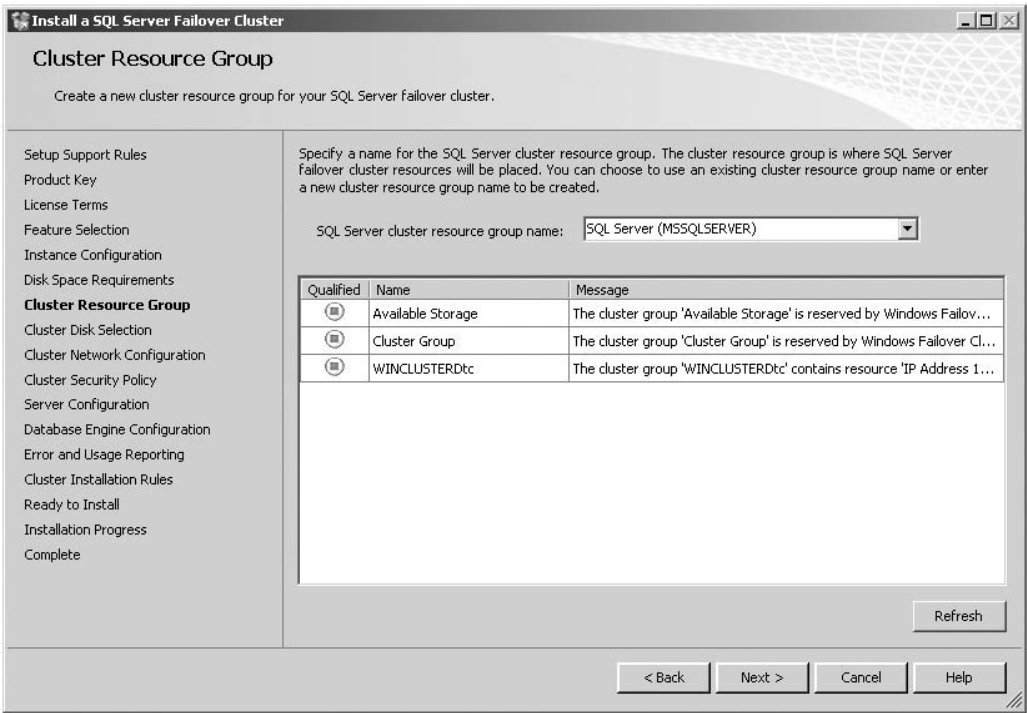 Install a SQL Server Failover Cluster
Cluster Resource Group
Create a new cluster resource group for your SQL Server failover cluster.
Setup Support Rules
Product Key
License Terms
Feature Selection
Instance Configuration
Disk Space Requirements
Cluster Resource Group
Cluster Disk Selection
Cluster Network Configuration
Cluster Security Policy
Server Configuration
Database Engine Configuration
Error and Usage Reporting
Cluster Installation Rules
Ready to Install
Installation Progress
Complete
Specify a name for the SQL Server cluster resource group. The cluster resource group is where SQL Server
failover cluster resources will be placed. You can choose to use an existing cluster resource group name or enter
a new cluster resource group name to be created.
SQL Server cluster resource group name: SQL Server (MSSQLSERVER)
Qualified Name Message
Available Storage The cluster group 'Available Storage' is reserved by Windows Failov...
Cluster Group The cluster group 'Cluster Group' is reserved by Windows Failover Cl...
WINCLUSTERDtc The cluster group 'WINCLUSTERDtc' contains resource 'IP Address 1...
Refresh
< Back Next > Cancel Help